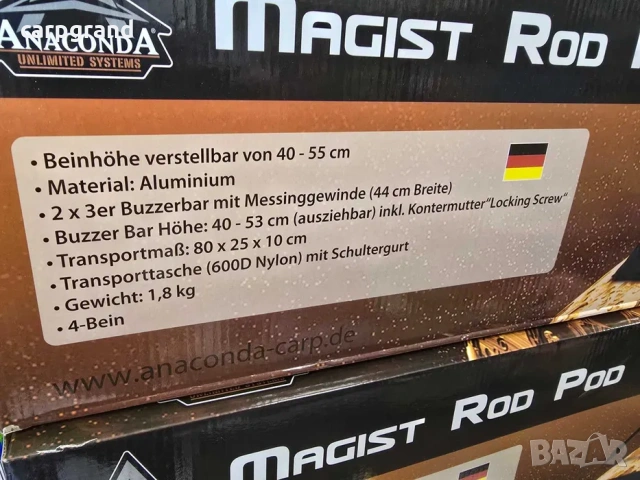 carpgrand
ANACONDA
UNLIMITED SYSTEMS
MAGIST ROD P
• Beinhöhe verstellbar von 40 - 55 cm
• Material: Aluminium
• 2 x 3er Buzzerbar mit Messinggewinde (44 cm Breite)
• Buzzer Bar Höhe: 40 - 53 cm (ausziehbar) inkl. Kontermutter"Locking Screw"
• Transportmaß: 80 x 25 x 10 cm
• Transporttasche (600D Nylon) mit Schultergurt
• Gewicht: 1,8 kg
• 4-Bein
www.anaconda-carp.de
UNLIMITED SYSTEMS
MAGIST ROD POD
BAZAR